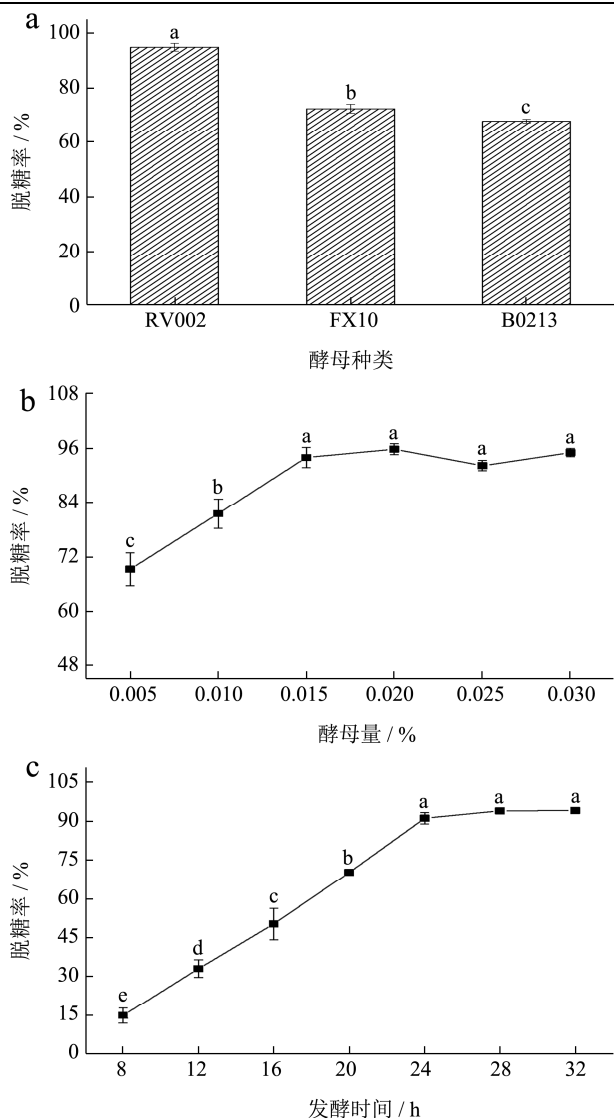 a
100
80
60
40
20
0
脱糖率 / %
a
b
c
RV002 FX10 B0213
酵母种类
b
108
96
84
72
60
48
脱糖率 / %
c
b
a
a
a
a
0.005 0.010 0.015 0.020 0.025 0.030
酵母量 / %
c
105
90
75
60
45
30
15
0
脱糖率 / %
e
d
c
b
a
a
a
8 12 16 20 24 28 32
发酵时间 / h